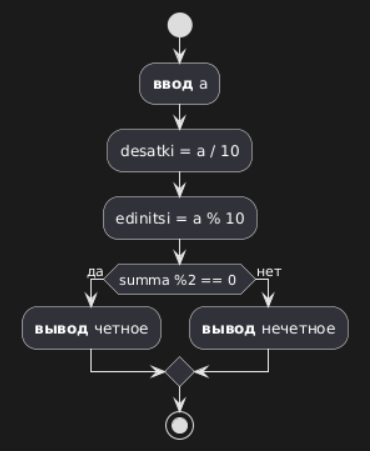 ввод a
desatki = a / 10
edinitsi = a % 10
да
summa %2 == 0
нет
вывод четное
вывод нечетное